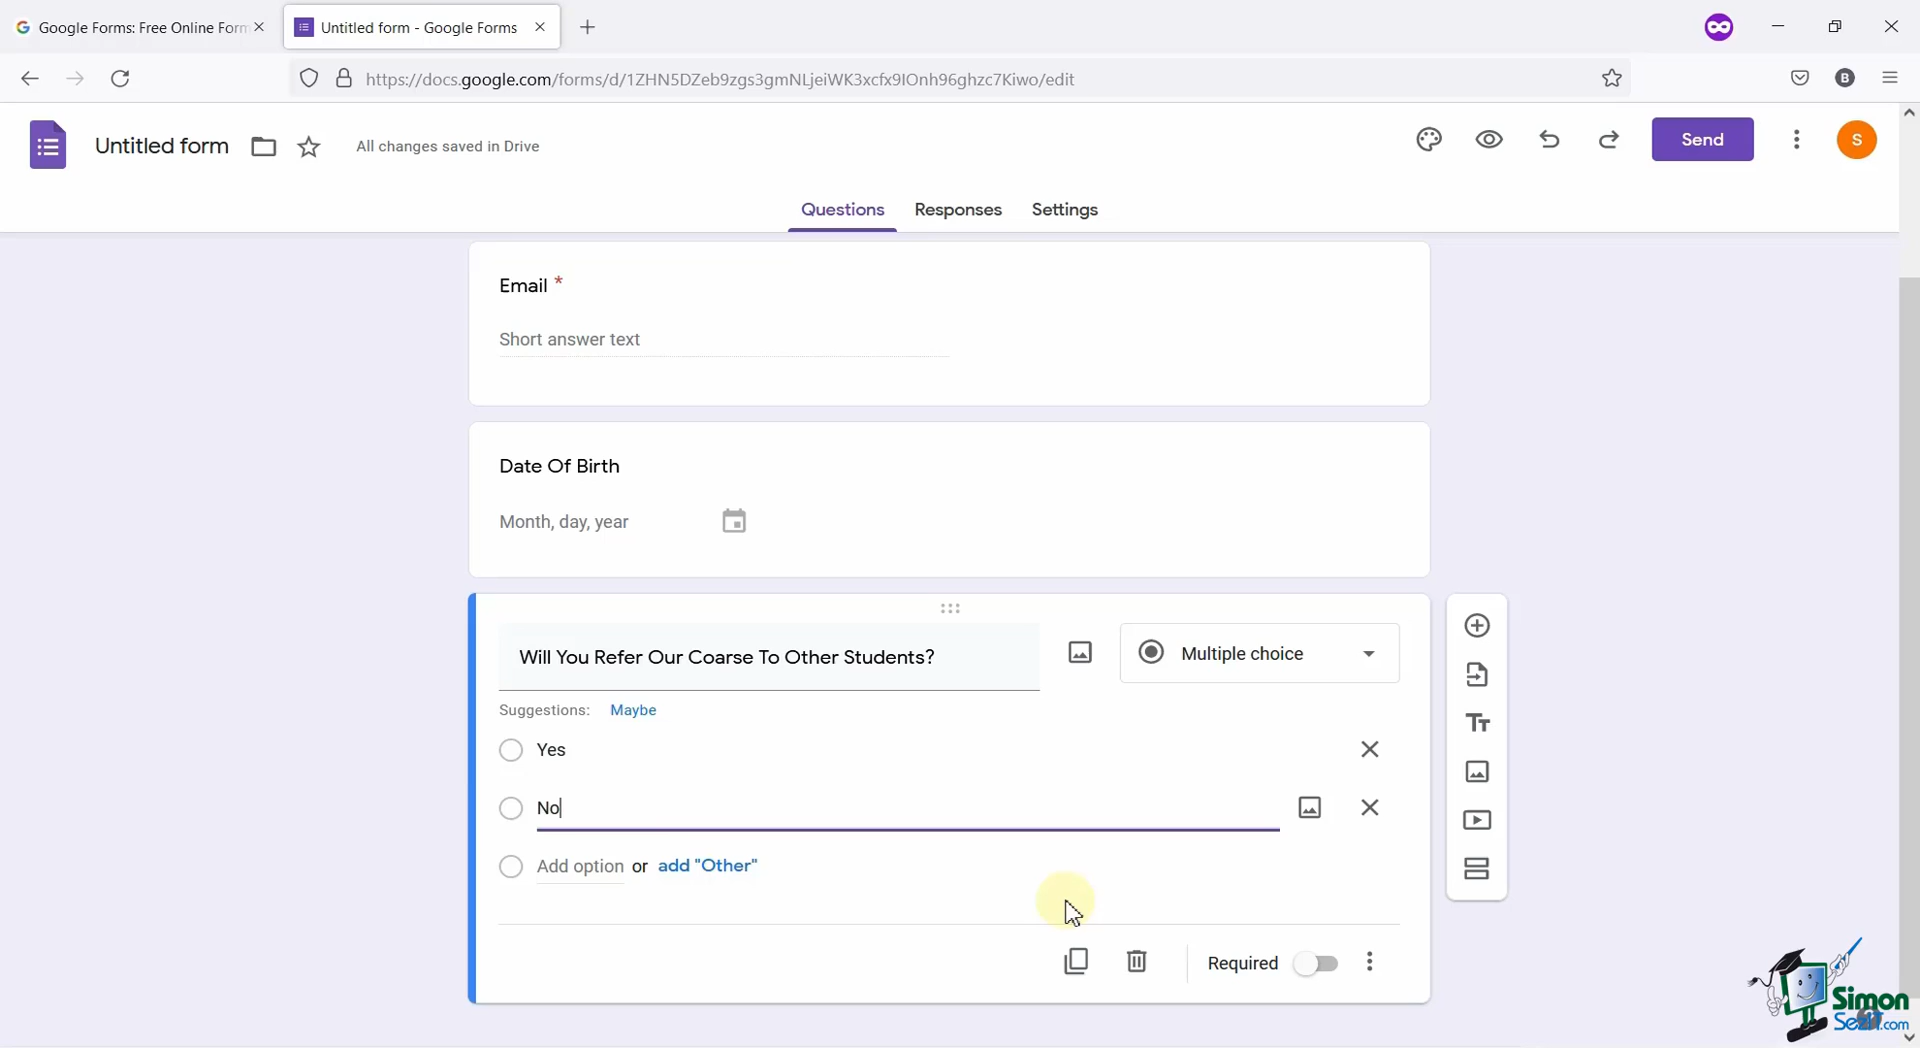 Google Forms: Free Online Form
Untitled form - Google Forms
https://docs.google.com/forms/d/1ZHN5DZeb9zgs3gmNLjeiWK3xcfx9IOnh96ghzc7Kiwo/edit
B
Untitled form
All changes saved in Drive
Send
S
Questions
Responses
Settings
Email *
Short answer text
Date Of Birth
Month, day, year
Will You Refer Our Coarse To Other Students?
Multiple choice
Suggestions: Maybe
Yes
No
Add option or add "Other"
Required
Simon
SezIT.com